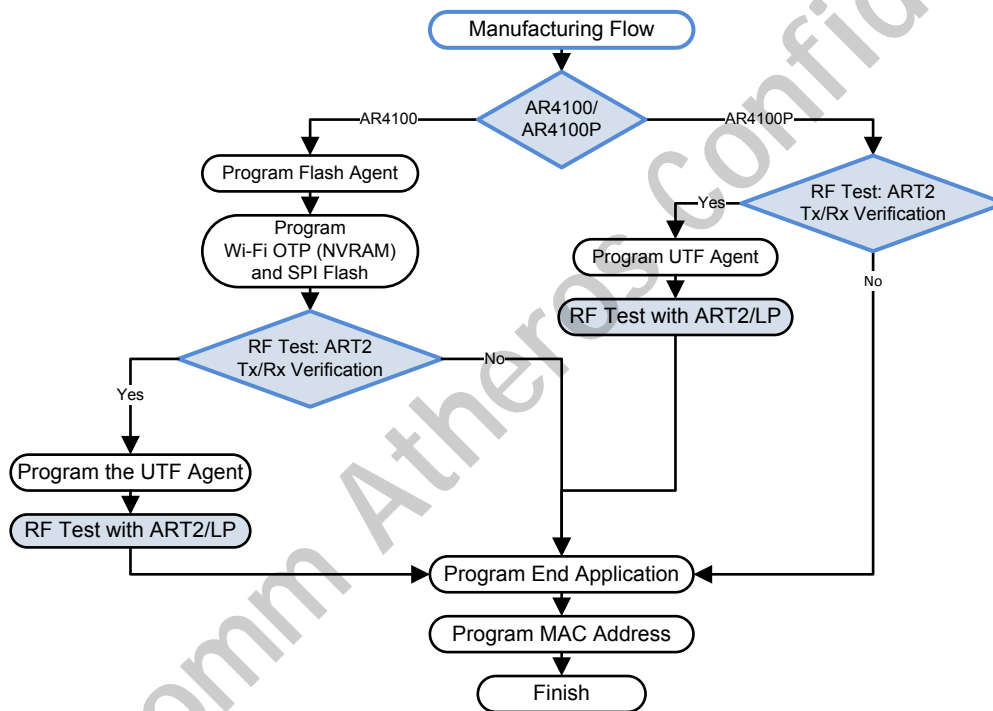 Manufacturing Flow
AR4100/
AR4100P
AR4100
AR4100P
Program Flash Agent
Program
Wi-Fi OTP (NVRAM)
and SPI Flash
RF Test: ART2
Tx/Rx Verification
Yes
No
Program UTF Agent
RF Test with ART2/LP
RF Test: ART2
Tx/Rx Verification
No
Yes
Program the UTF Agent
RF Test with ART2/LP
Program End Application
Program MAC Address
Finish
omm Atheros Confid